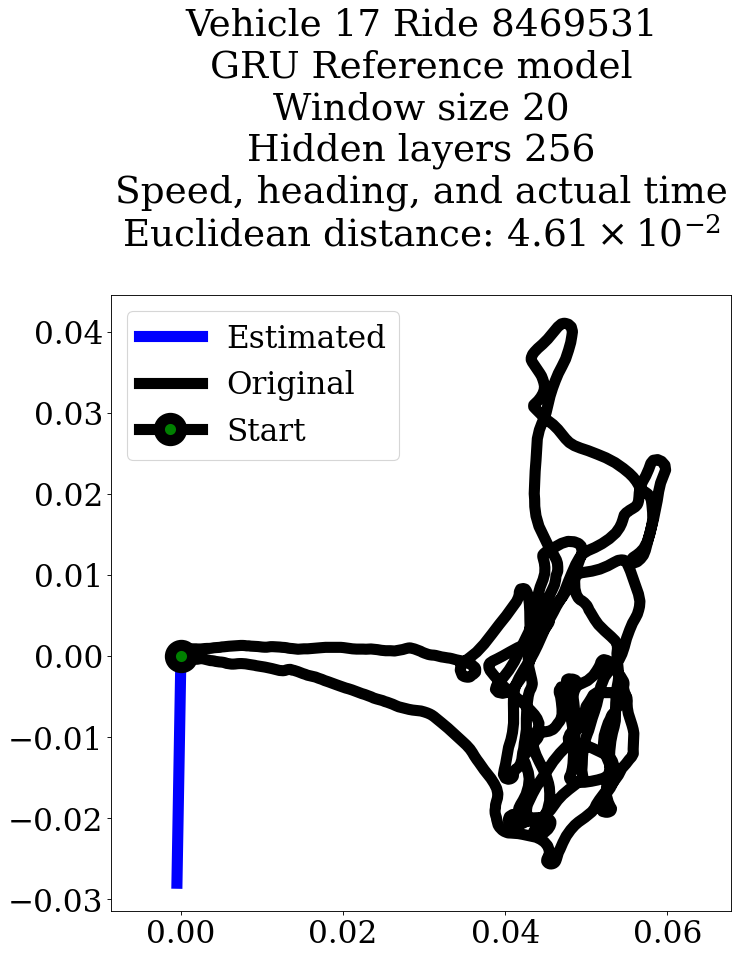 Vehicle 17 Ride 8469531
GRU Reference model
Window size 20
Hidden layers 256
Speed, heading, and actual time
Euclidean distance: 4.61 × 10⁻²
Estimated
Original
Start
0.04
0.03
0.02
0.01
0.00
−0.01
−0.02
−0.03
0.00 0.02 0.04 0.06